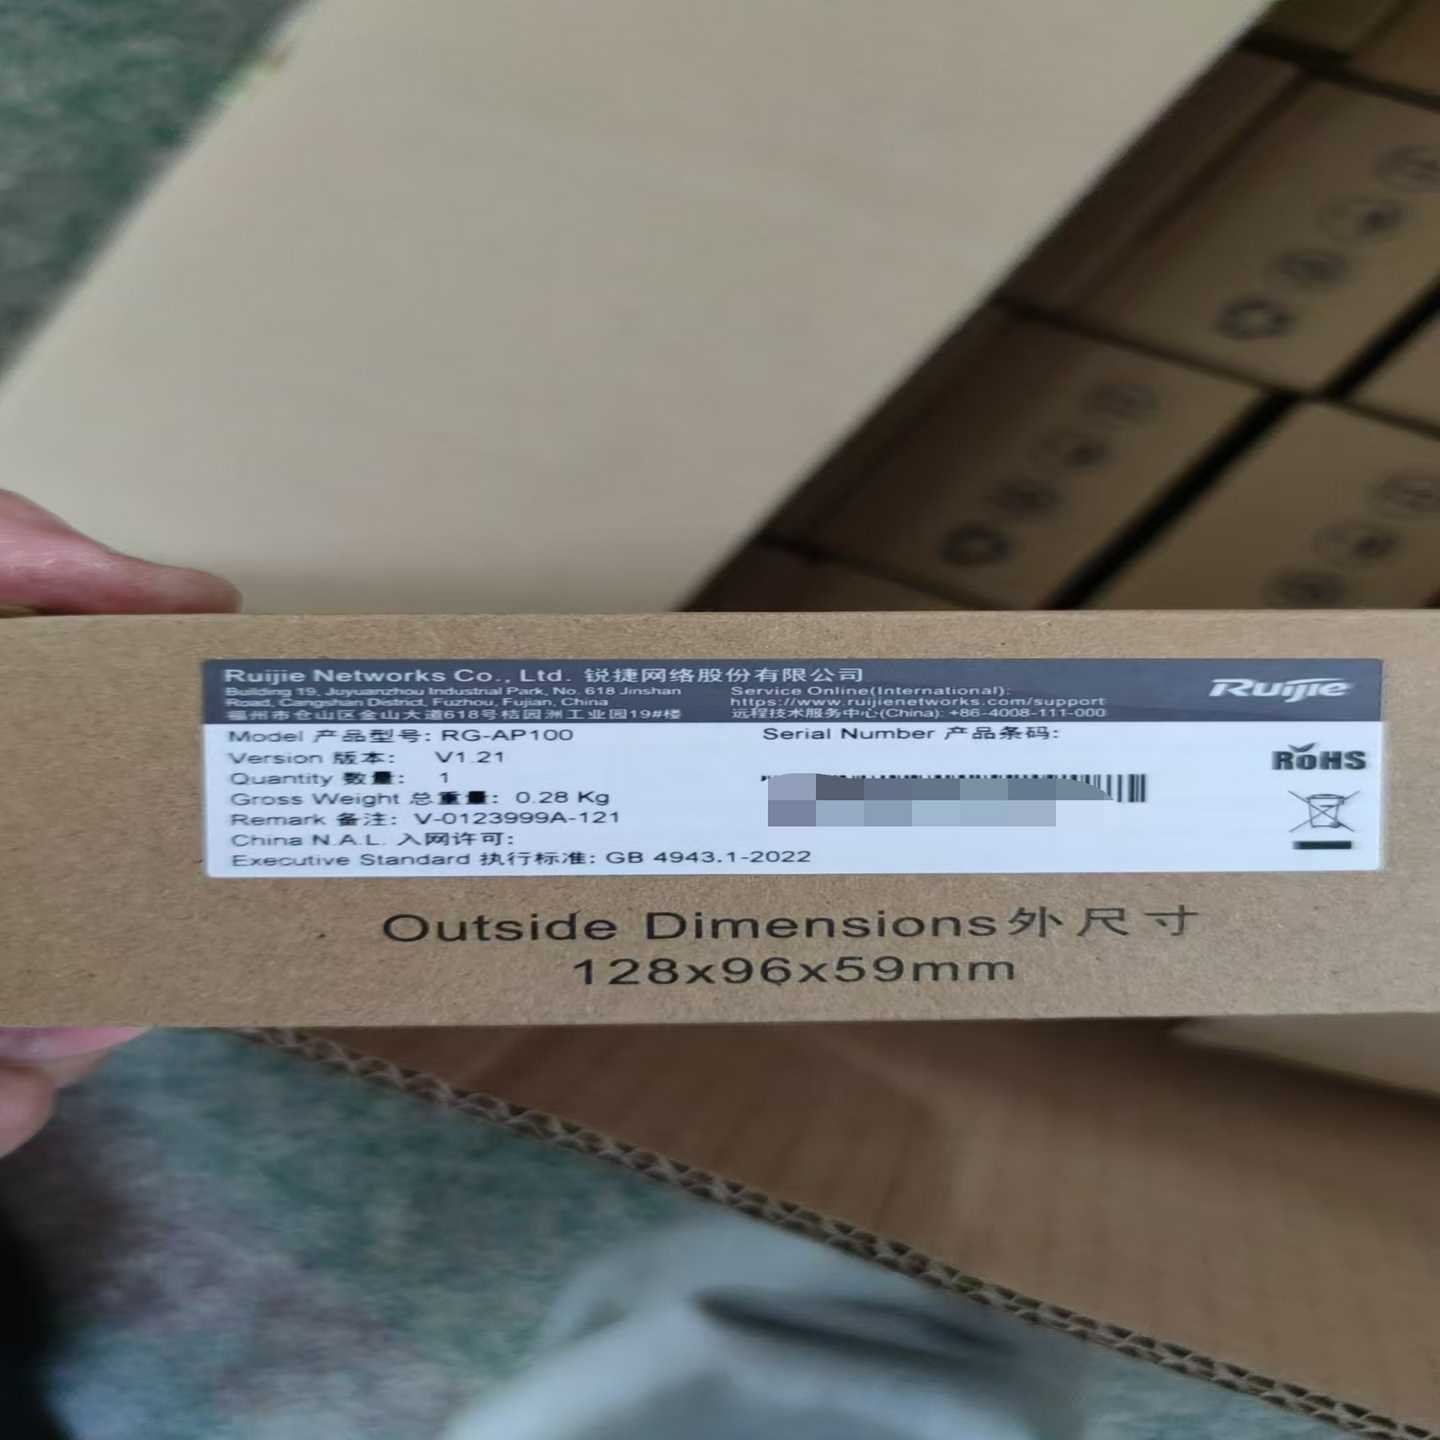 Ruijie Networks Co., Ltd. 锐捷网络股份有限公司
Building 19, Juyuanzhou Industrial Park, No. 618 Jinshan
Road, Cangshan District, Fuzhou, Fujian, China
福州市仓山区金山大道618号桔园洲工业园19#楼
Service Online(International):
https://www.ruijienetworks.com/support
远程技术服务中心(China): +86-4008-111-000
Ruijie
Model 产品型号: RG-AP100
Version 版本: V1.21
Quantity 数量: 1
Gross Weight 总重量: 0.28 Kg
Remark 备注: V-0123999A-121
China N.A.L. 入网许可:
Executive Standard 执行标准: GB 4943.1-2022
Serial Number 产品条码:
RoHS
Outside Dimensions外尺寸
128x96x59mm